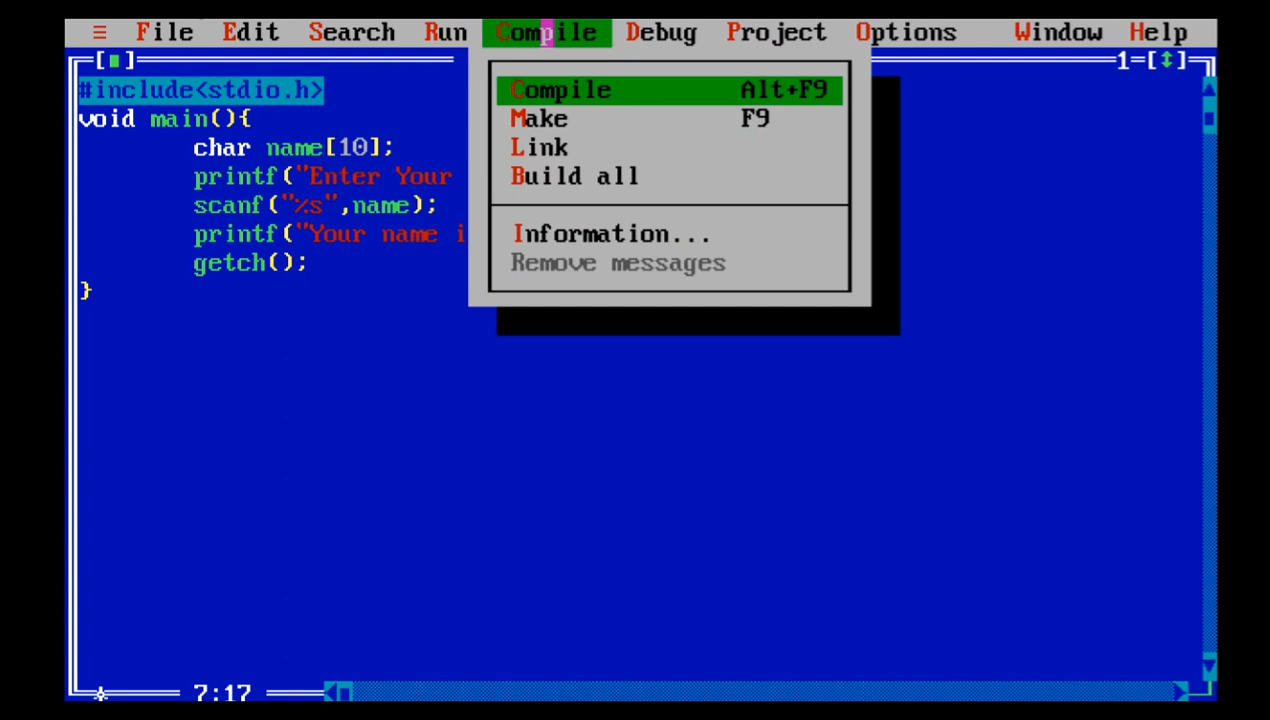 ≡ File Edit Search Run Compile Debug Project Options Window Help
[■] 1=[↕]
#include<stdio.h>
void main(){
char name[10];
printf("Enter Your
scanf("%s",name);
printf("Your name i
getch();
}
Compile Alt+F9
Make F9
Link
Build all
Information...
Remove messages
7:17